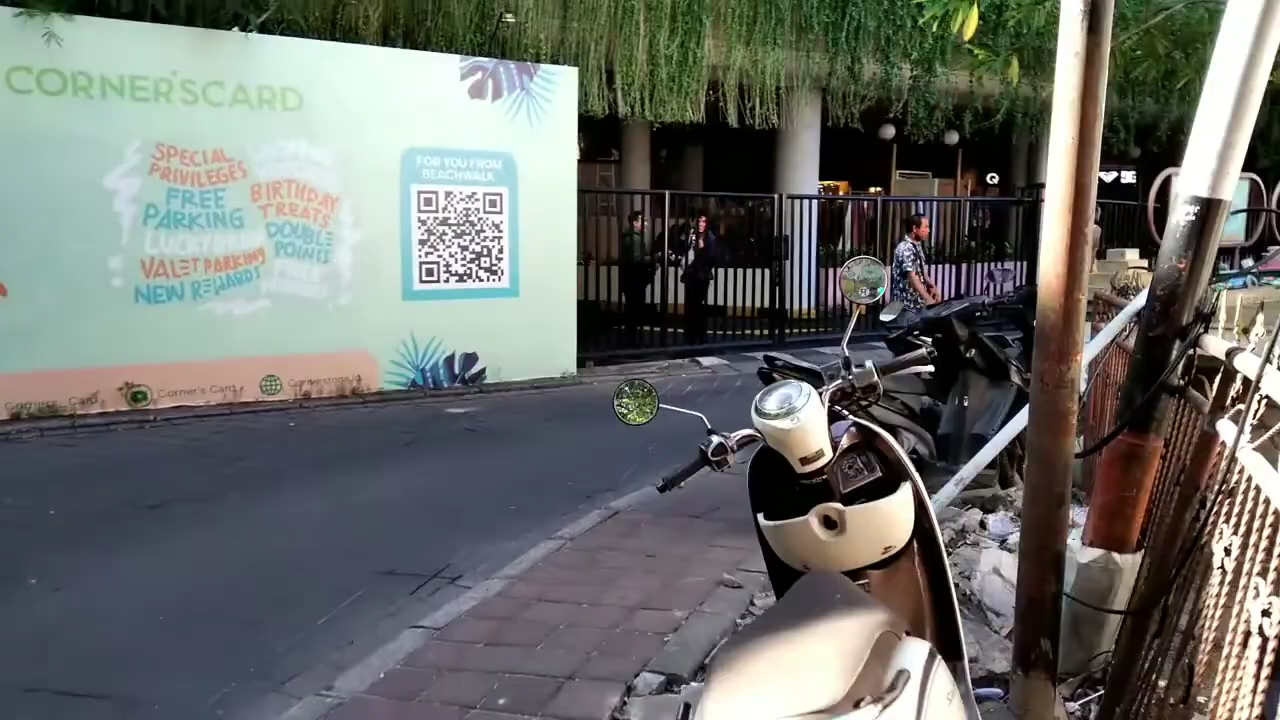 CORNER'SCARD
SPECIAL
PRIVILEGES
FREE
PARKING
VALET PARKING
NEW REWARDS
BIRTHDAY
TREATS
DOUBLE
POINTS
FOR YOU FROM
BEACHWALK
Corner's Card